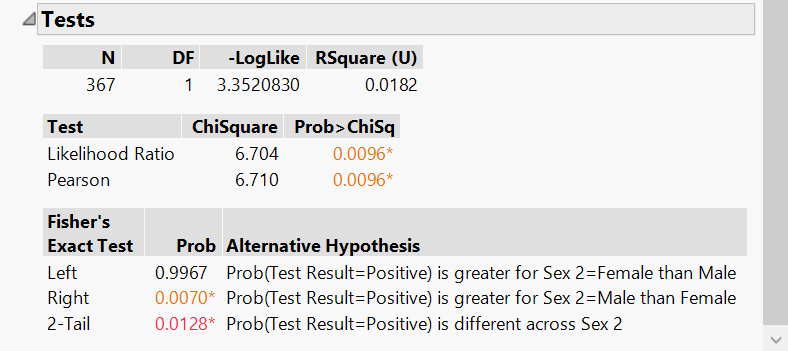 Tests
N DF -LogLike RSquare (U)
367 1 3.3520830 0.0182
Test ChiSquare Prob>ChiSq
Likelihood Ratio 6.704 0.0096*
Pearson 6.710 0.0096*
Fisher's
Exact Test Prob Alternative Hypothesis
Left 0.9967 Prob(Test Result=Positive) is greater for Sex 2=Female than Male
Right 0.0070* Prob(Test Result=Positive) is greater for Sex 2=Male than Female
2-Tail 0.0128* Prob(Test Result=Positive) is different across Sex 2